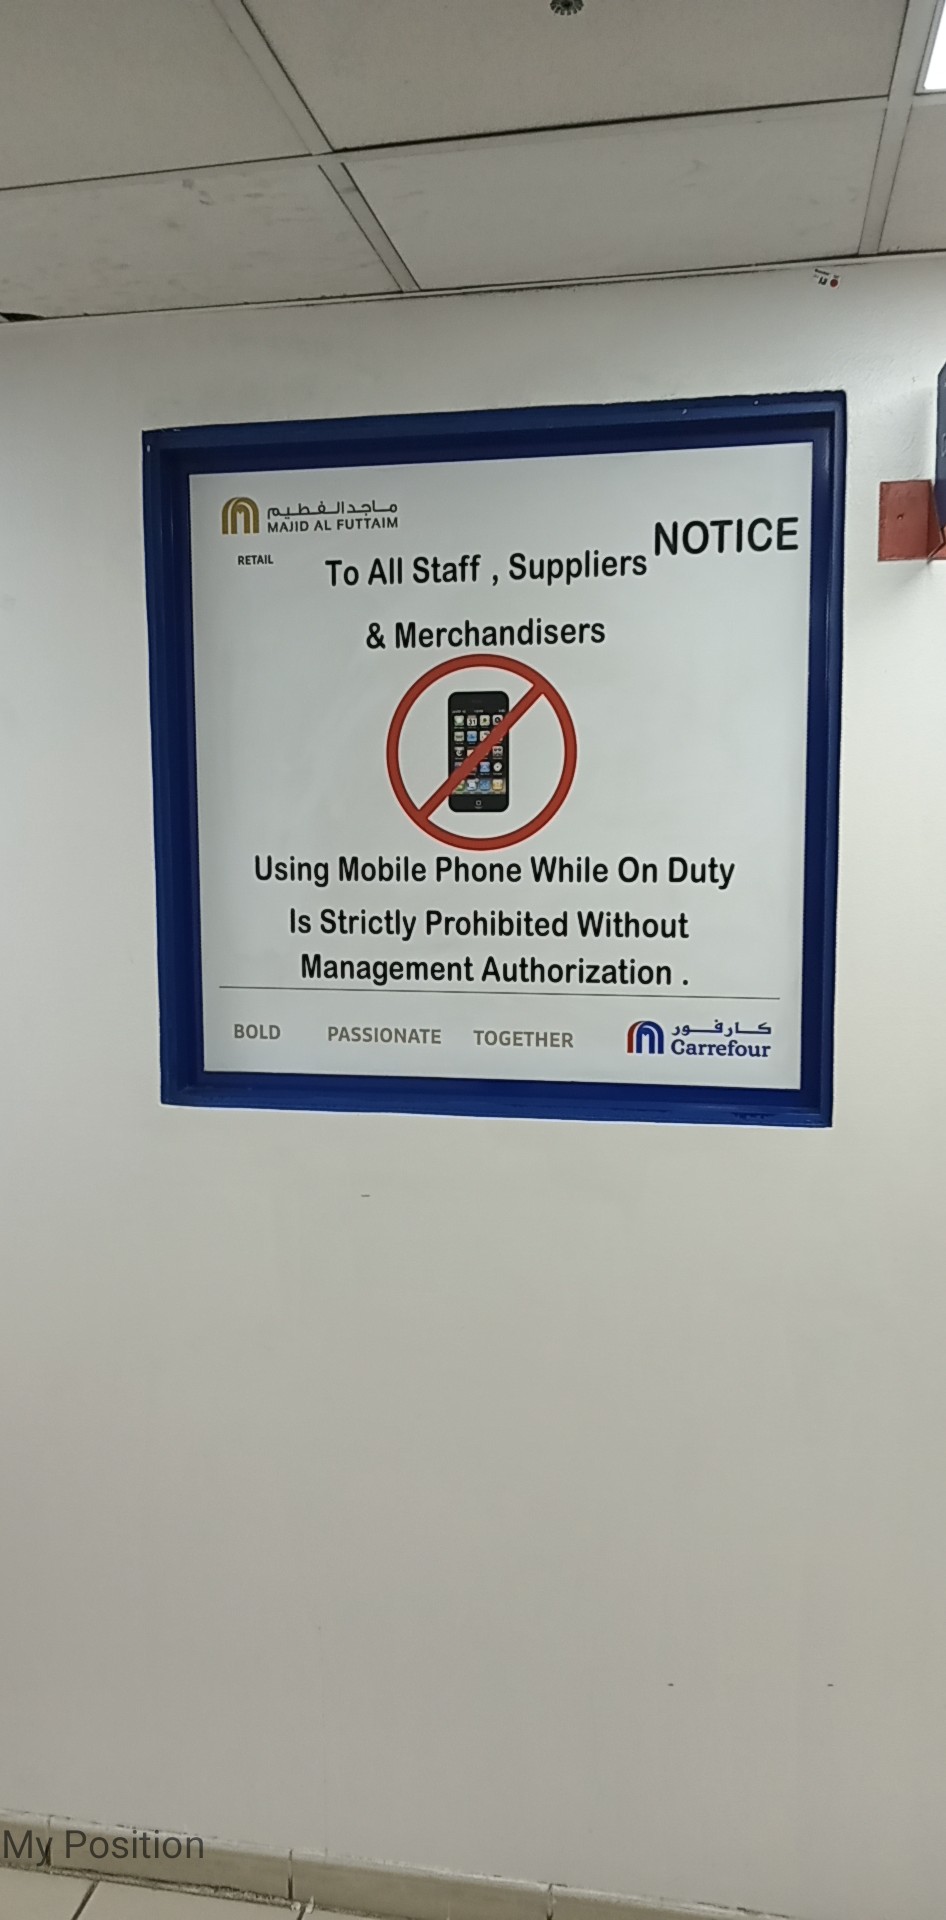 ماجد الفطيم
MAJID AL FUTTAIM
RETAIL
NOTICE
To All Staff , Suppliers
& Merchandisers
Using Mobile Phone While On Duty
Is Strictly Prohibited Without
Management Authorization .
BOLD PASSIONATE TOGETHER
كارفور
Carrefour
My Position